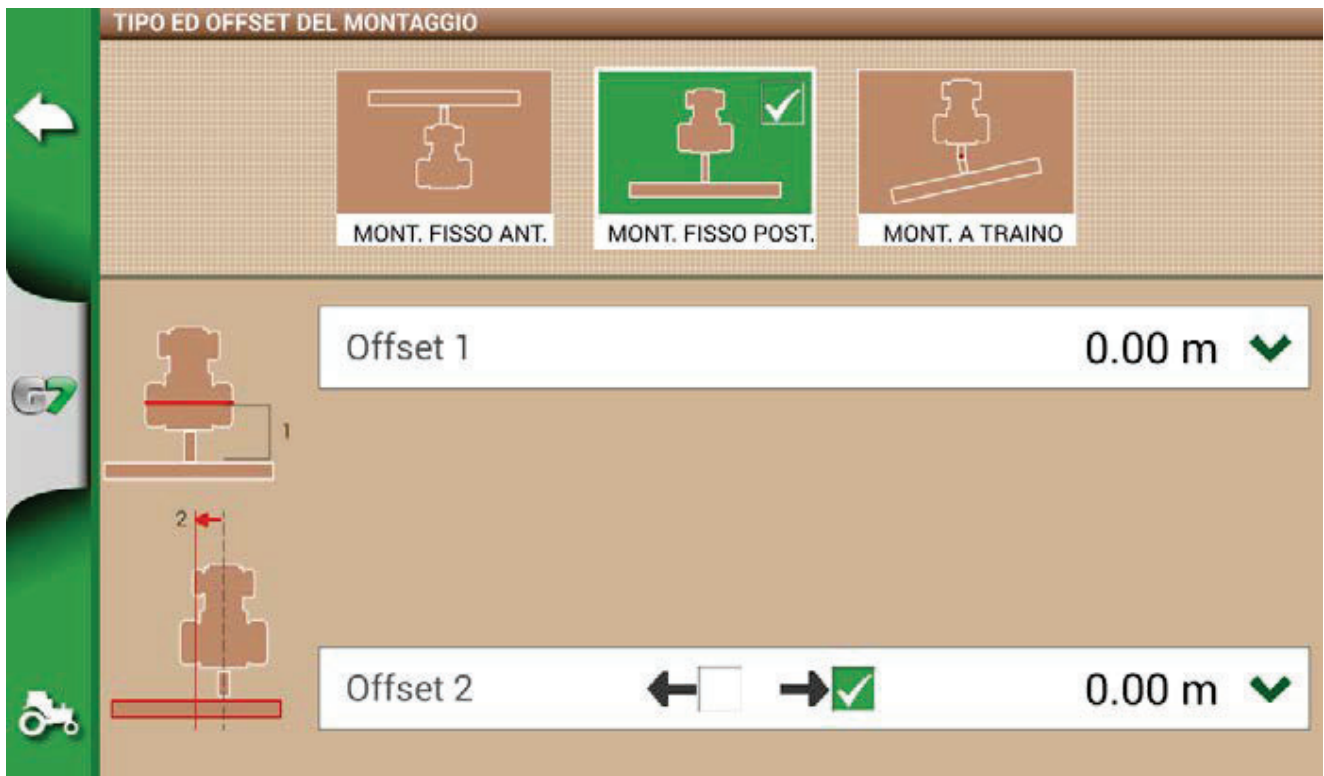 TIPO ED OFFSET DEL MONTAGGIO
MONT. FISSO ANT.
MONT. FISSO POST.
MONT. A TRAINO
G7
1
Offset 1 0.00 m
2
Offset 2 0.00 m